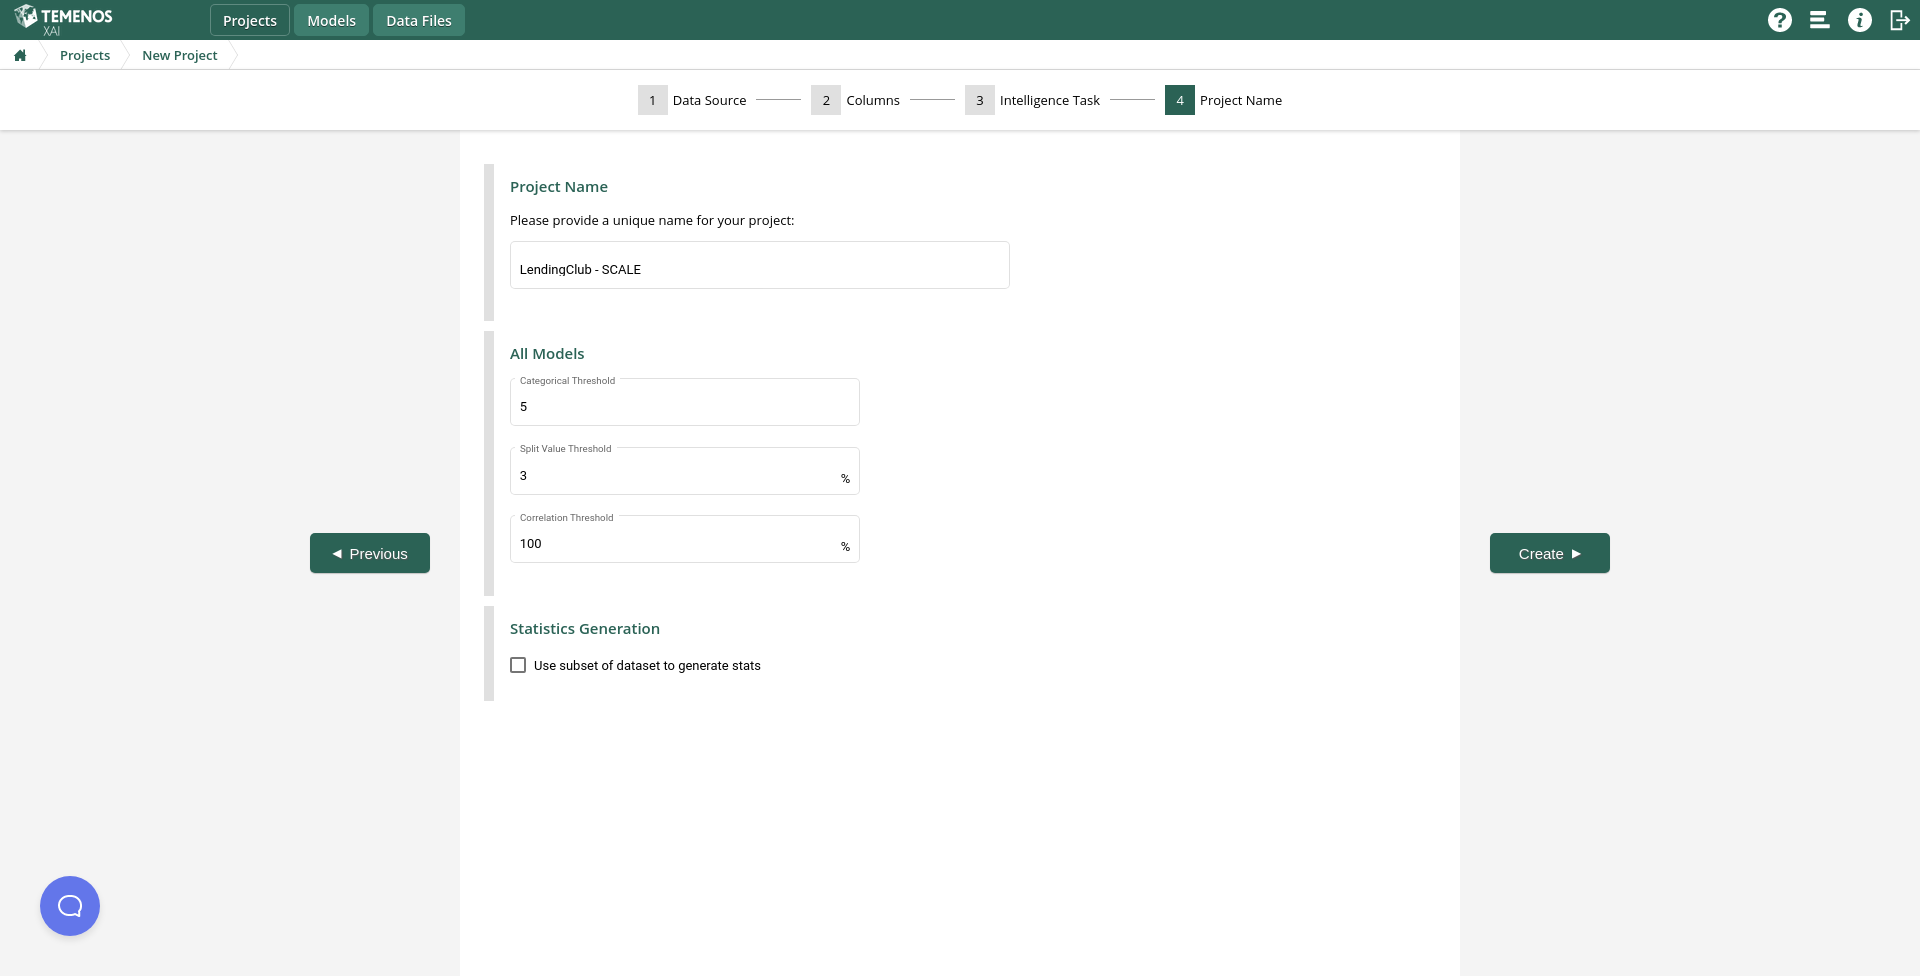 TEMENOS
XAI
Projects
Models
Data Files
Projects
New Project
1 Data Source
2 Columns
3 Intelligence Task
4 Project Name
Project Name
Please provide a unique name for your project:
LendingClub - SCALE
All Models
Categorical Threshold
5
Split Value Threshold
3 %
Correlation Threshold
100 %
◄ Previous
Create ►
Statistics Generation
Use subset of dataset to generate stats